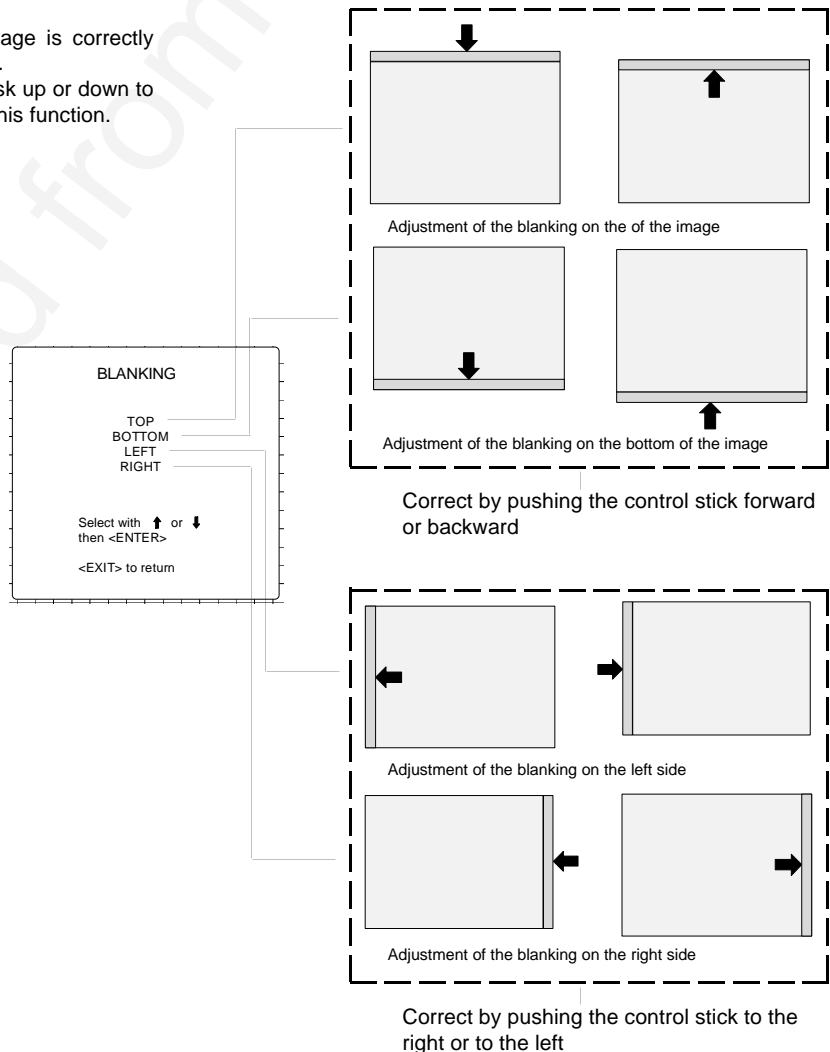 age is correctly
.
sk up or down to
his function.
from
BLANKING
TOP
BOTTOM
LEFT
RIGHT
Select with ⬆ or ⬇
then <ENTER>
<EXIT> to return
Adjustment of the blanking on the of the image
Adjustment of the blanking on the bottom of the image
Correct by pushing the control stick forward
or backward
Adjustment of the blanking on the left side
Adjustment of the blanking on the right side
Correct by pushing the control stick to the
right or to the left